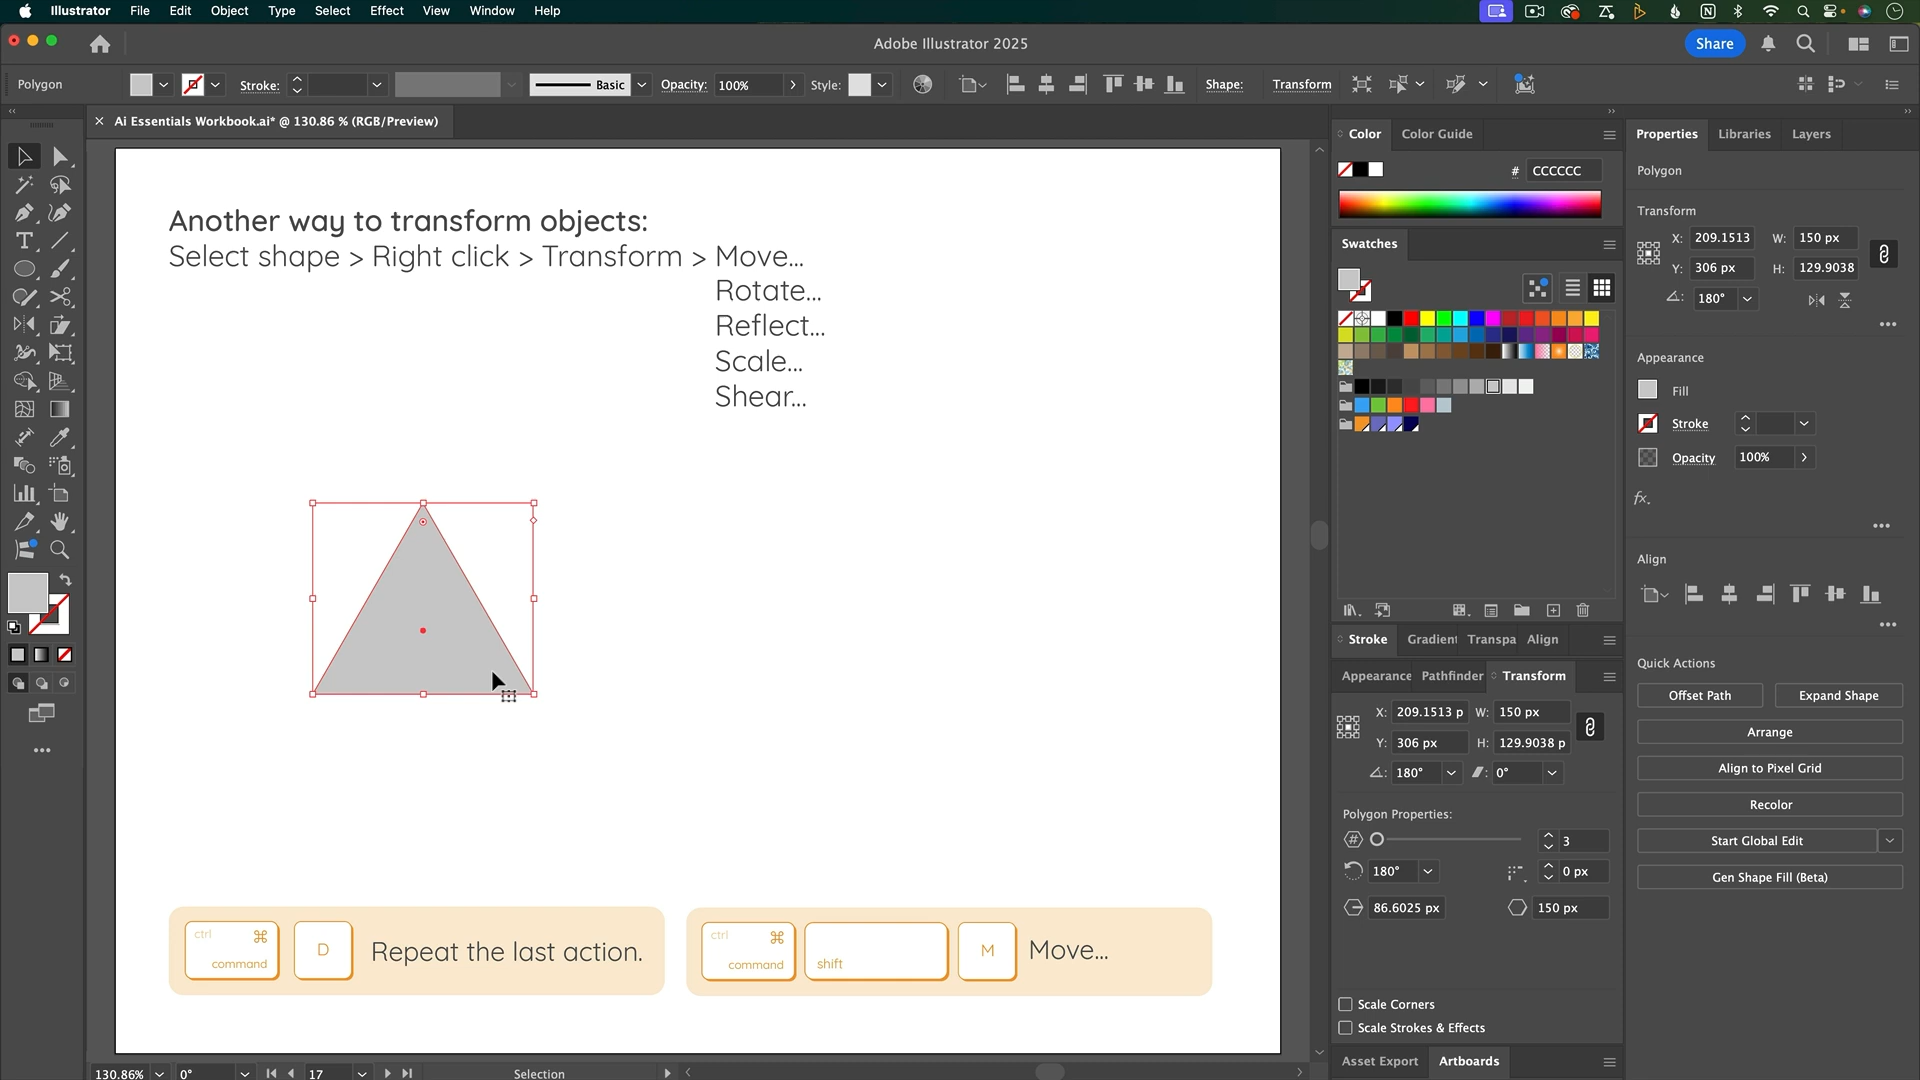 Illustrator File Edit Object Type Select Effect View Window Help
Adobe Illustrator 2025
Share
Polygon Stroke: Basic Opacity: 100% Style: Shape: Transform
× Ai Essentials Workbook.ai* @ 130.86 % (RGB/Preview)
Another way to transform objects:
Select shape > Right click > Transform > Move...
Rotate...
Reflect...
Scale...
Shear...
ctrl
command
D
Repeat the last action.
ctrl
command
shift
M
Move...
130.86% 0° 17 Selection
Color Color Guide
# CCCCCC
Swatches
Stroke Gradien Transpa Align
Appearance Pathfinder Transform
X: 209.1513 p W: 150 px
Y: 306 px H: 129.9038 p
180° 0°
Polygon Properties:
3
180° 0 px
86.6025 px 150 px
Scale Corners
Scale Strokes & Effects
Asset Export Artboards
Properties Libraries Layers
Polygon
Transform
X: 209.1513 W: 150 px
Y: 306 px H: 129.9038
180°
Appearance
Fill
Stroke
Opacity 100%
fx.
Align
Quick Actions
Offset Path Expand Shape
Arrange
Align to Pixel Grid
Recolor
Start Global Edit
Gen Shape Fill (Beta)